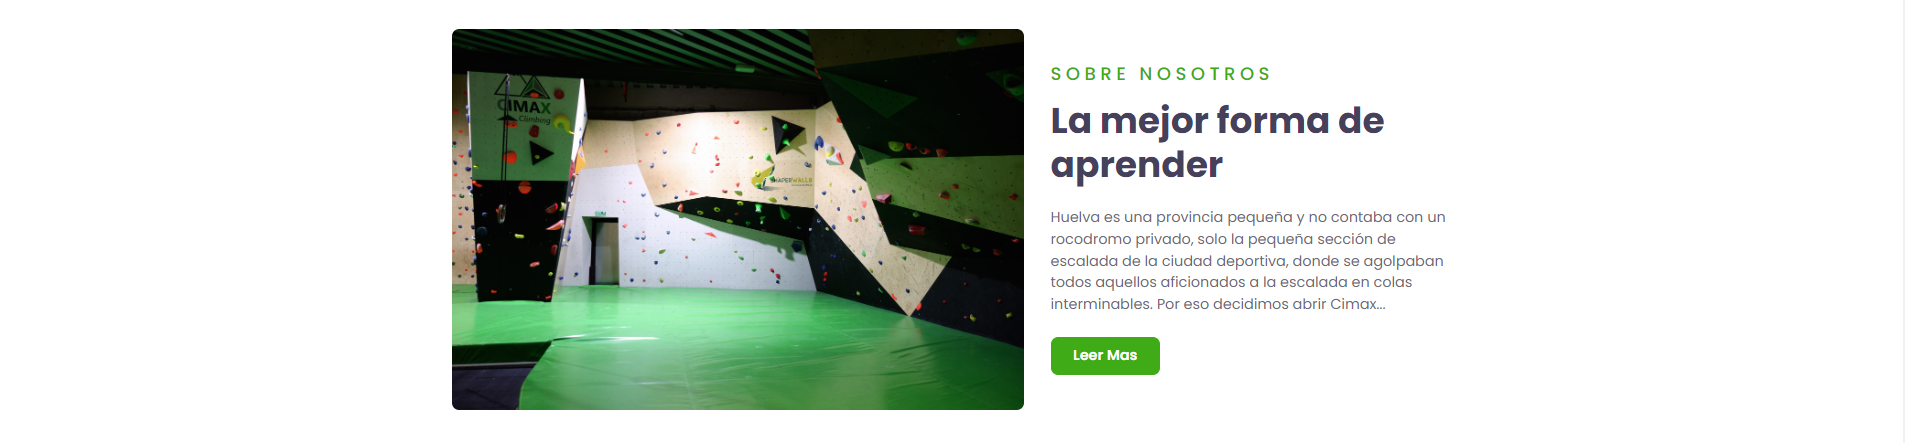 CIMAX
Climbing
SOBRE NOSOTROS
La mejor forma de
aprender
Huelva es una provincia pequeña y no contaba con un
rocodromo privado, solo la pequeña sección de
escalada de la ciudad deportiva, donde se agolpaban
todos aquellos aficionados a la escalada en colas
interminables. Por eso decidimos abrir Cimax...
Leer Mas